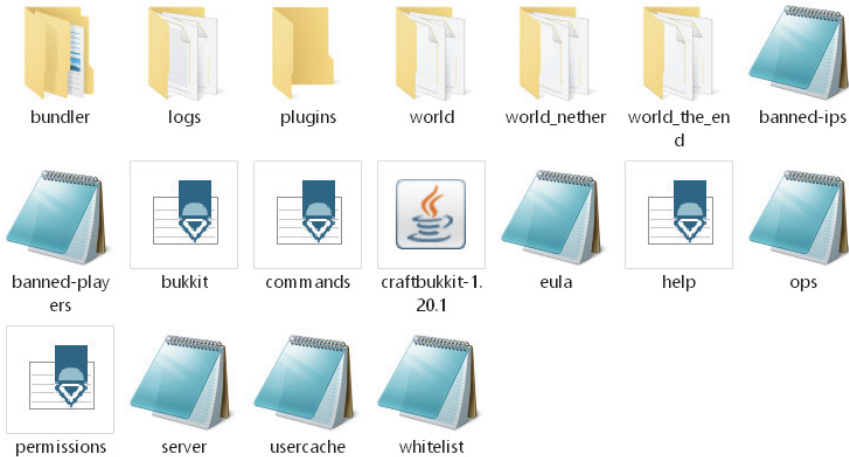 bundler
logs
plugins
world
world_nether
world_the_en
d
banned-ips
banned-play
ers
bukkit
commands
craftbukkit-1.
20.1
eula
help
ops
permissions
server
usercache
whitelist